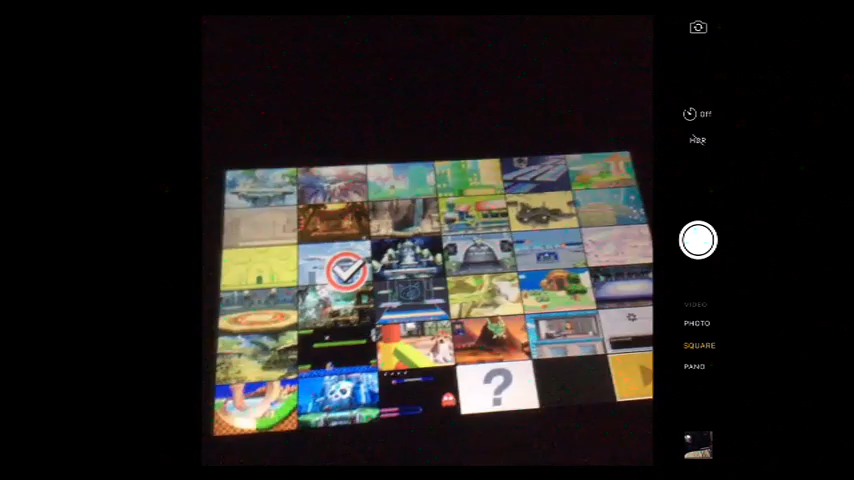 Off
HDR
VIDEO
PHOTO
SQUARE
PANO
?